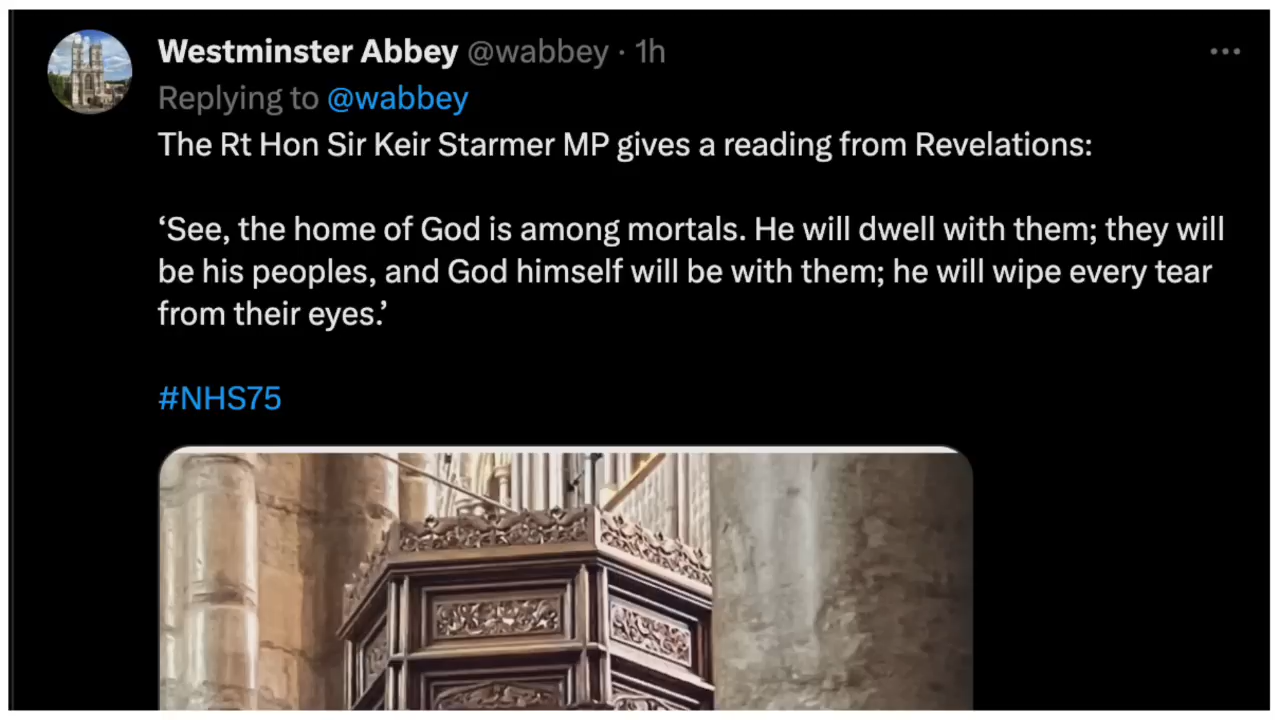 Westminster Abbey @wabbey · 1h
Replying to @wabbey
The Rt Hon Sir Keir Starmer MP gives a reading from Revelations:
‘See, the home of God is among mortals. He will dwell with them; they will
be his peoples, and God himself will be with them; he will wipe every tear
from their eyes.’
#NHS75